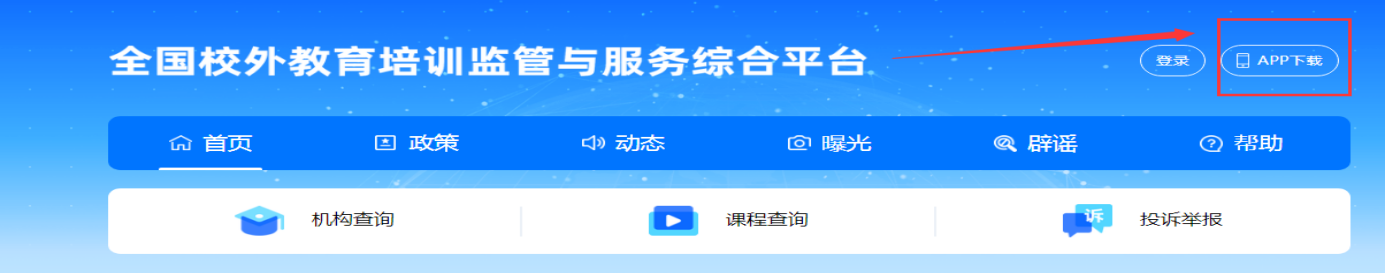 全国校外教育培训监管与服务综合平台
登录 APP下载
首页 政策 动态 曝光 辟谣 帮助
机构查询 课程查询 诉 投诉举报